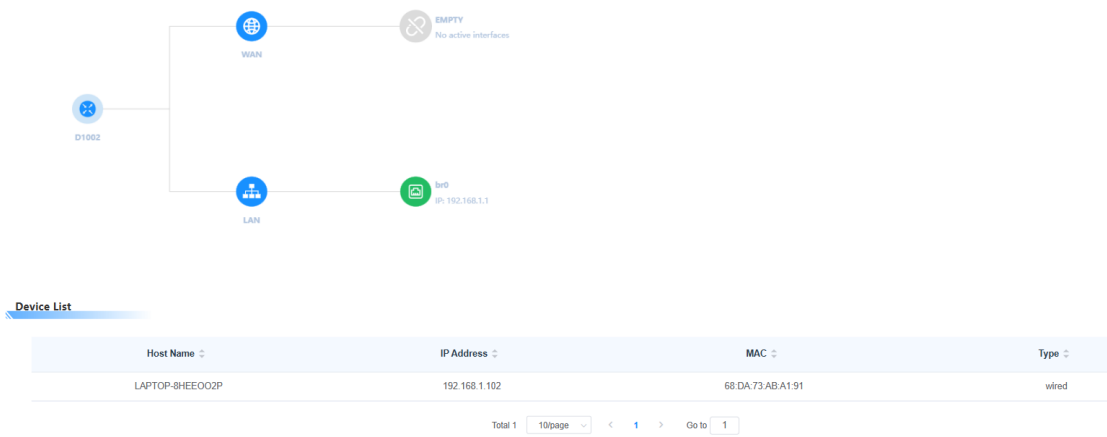 EMPTY
No active interfaces
WAN
D1002
br0
IP: 192.168.1.1
LAN
Device List
Host Name IP Address MAC Type
LAPTOP-8HEEOO2P 192.168.1.102 68:DA:73:AB:A1:91 wired
Total 1 10/page < 1 > Go to 1